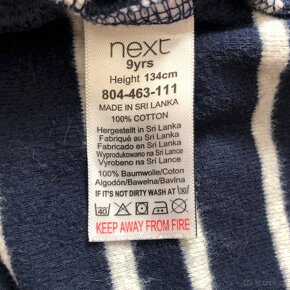 next
9yrs
Height 134cm
804-463-111
MADE IN SRI LANKA
100% COTTON
Hergestellt in Sri Lanka
Fabriqué au Sri Lanka
Fabricado en Sri Lanka
Wyprodukowano na Sri Lance
Vyrobeno na Srí Lance
100% Baumwolle/Coton
Algodón/Bawełna/Bavlna
IF IT'S NOT DIRTY WASH AT 30
40
KEEP AWAY FROM FIRE